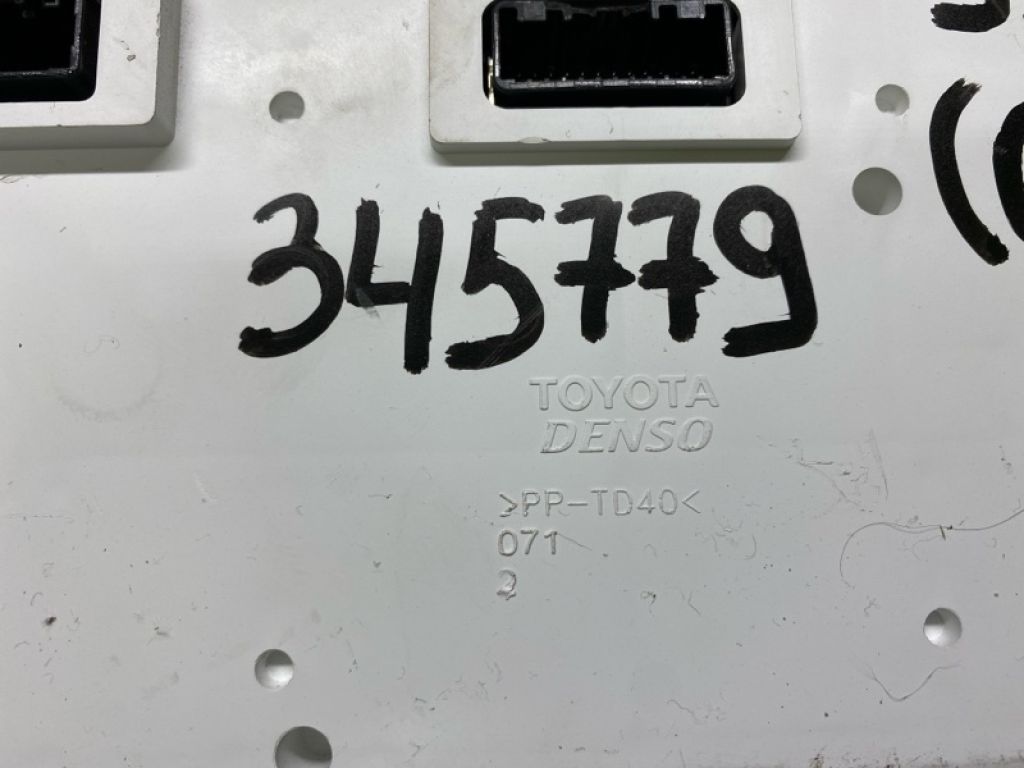 345779
TOYOTA
DENSO
>PP-TD40<
071
2